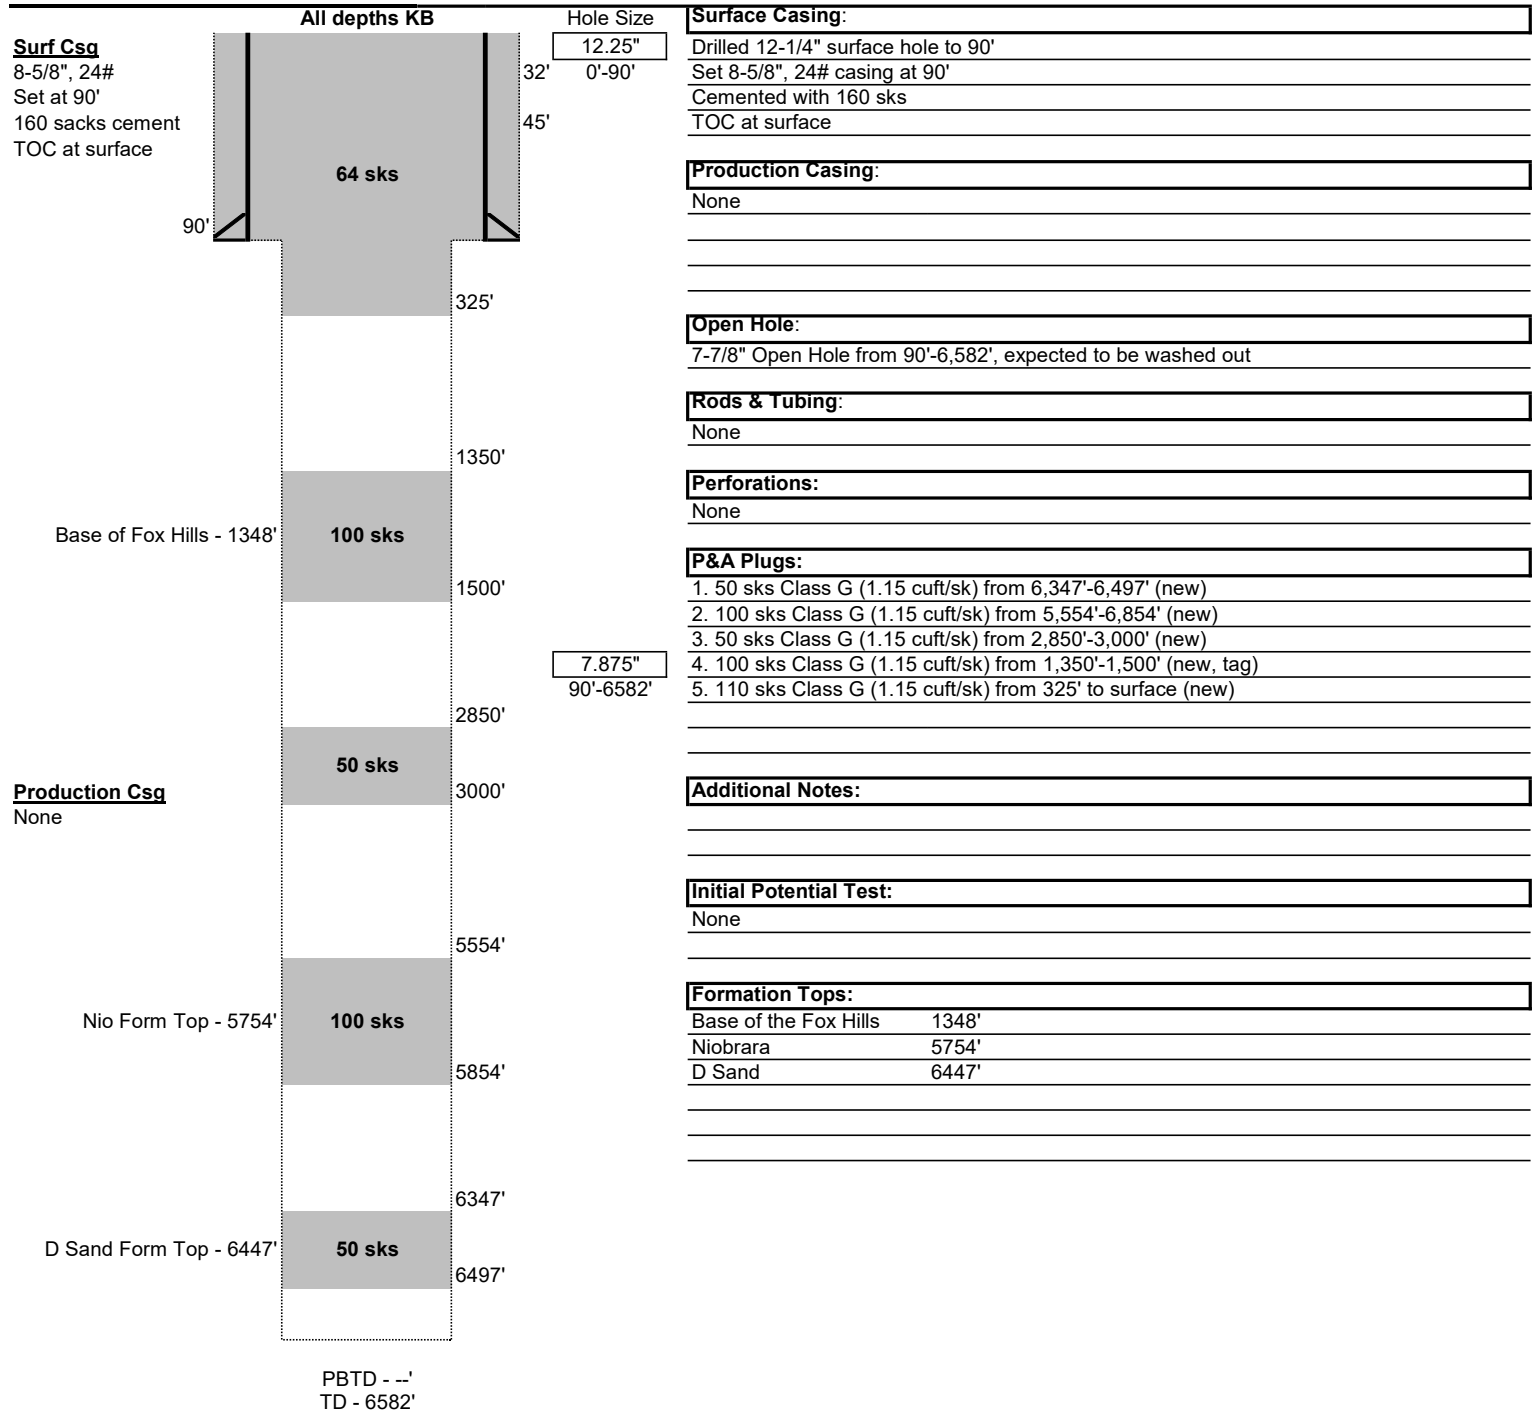 All depths KB
Hole Size
Surf Csg
12.25"
8-5/8", 24#
32'
0'-90'
Set at 90'
160 sacks cement
45'
TOC at surface
64 sks
90'
325'
1350'
Base of Fox Hills - 1348'
100 sks
1500'
7.875"
90'-6582'
2850'
50 sks
Production Csg
3000'
None
5554'
Nio Form Top - 5754'
100 sks
5854'
6347'
D Sand Form Top - 6447'
50 sks
6497'
PBTD - --'
TD - 6582'
Surface Casing:
Drilled 12-1/4" surface hole to 90'
Set 8-5/8", 24# casing at 90'
Cemented with 160 sks
TOC at surface
Production Casing:
None
Open Hole:
7-7/8" Open Hole from 90'-6,582', expected to be washed out
Rods & Tubing:
None
Perforations:
None
P&A Plugs:
1. 50 sks Class G (1.15 cuft/sk) from 6,347'-6,497' (new)
2. 100 sks Class G (1.15 cuft/sk) from 5,554'-6,854' (new)
3. 50 sks Class G (1.15 cuft/sk) from 2,850'-3,000' (new)
4. 100 sks Class G (1.15 cuft/sk) from 1,350'-1,500' (new, tag)
5. 110 sks Class G (1.15 cuft/sk) from 325' to surface (new)
Additional Notes:
Initial Potential Test:
None
Formation Tops:
Base of the Fox Hills 1348'
Niobrara 5754'
D Sand 6447'